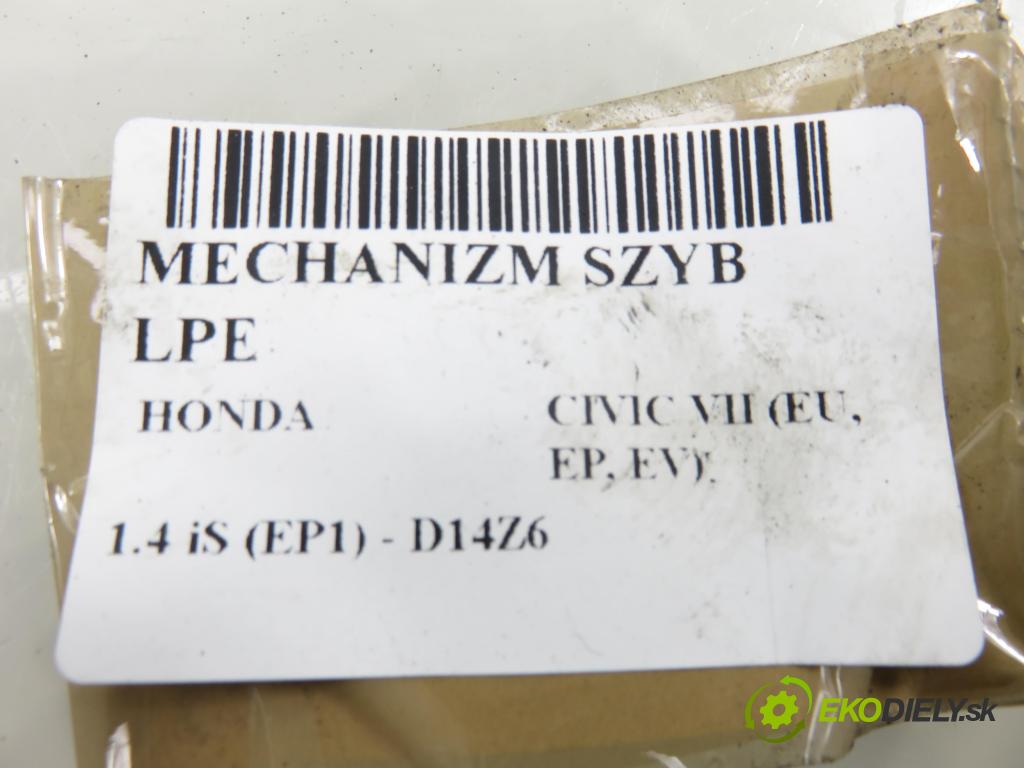 MECHANIZM SZYB
LPE
HONDA
CIVIC VII (EU,
EP, EV)
1.4 iS (EP1) - D14Z6
EKODIELY.sk